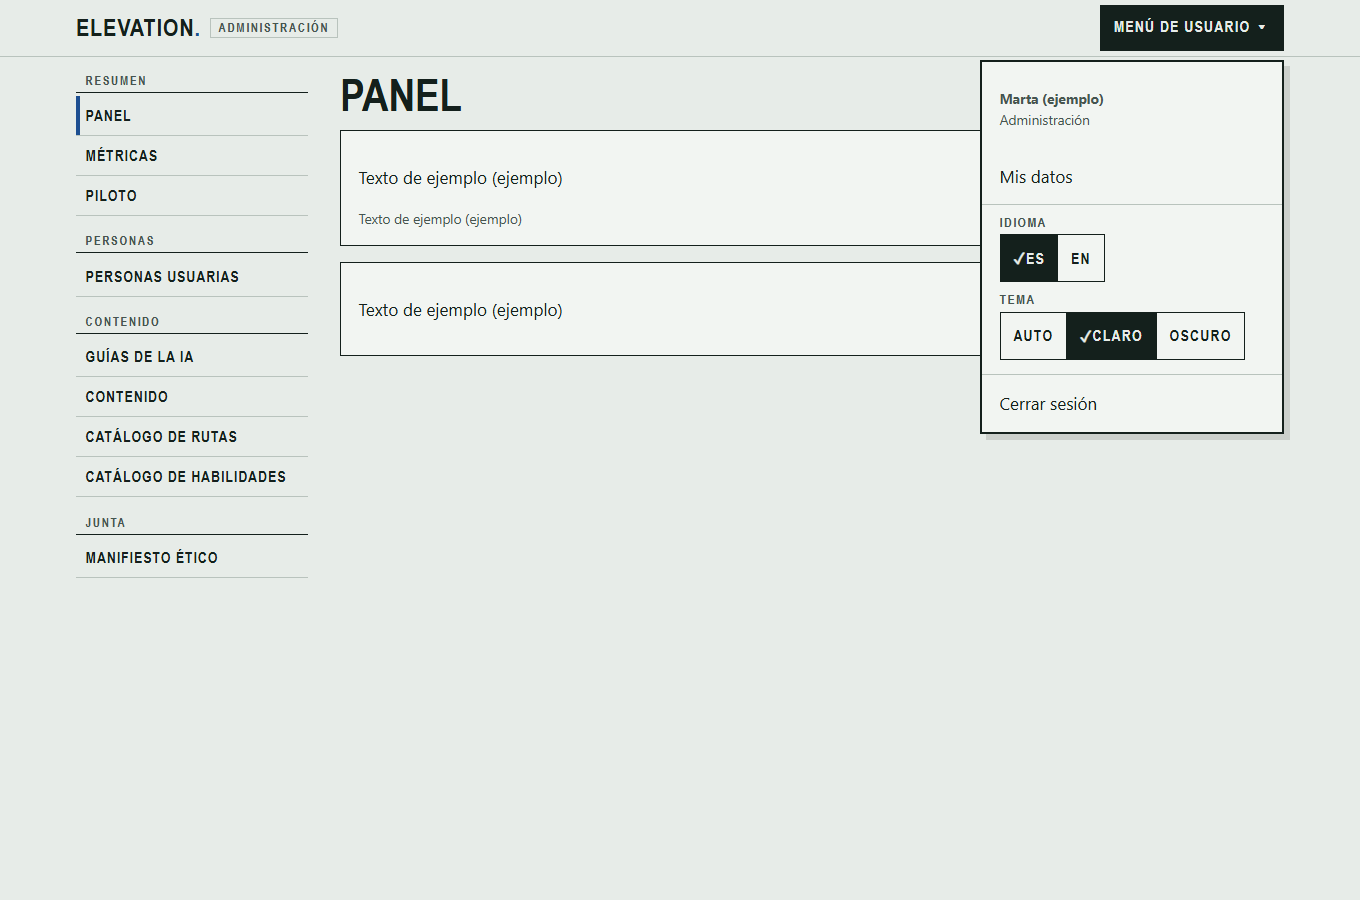 ELEVATION. ADMINISTRACIÓN
MENÚ DE USUARIO
RESUMEN
PANEL
MÉTRICAS
PILOTO
PERSONAS
PERSONAS USUARIAS
CONTENIDO
GUÍAS DE LA IA
CONTENIDO
CATÁLOGO DE RUTAS
CATÁLOGO DE HABILIDADES
JUNTA
MANIFIESTO ÉTICO
PANEL
Texto de ejemplo (ejemplo)
Texto de ejemplo (ejemplo)
Texto de ejemplo (ejemplo)
Marta (ejemplo)
Administración
Mis datos
IDIOMA
✓ES EN
TEMA
AUTO ✓CLARO OSCURO
Cerrar sesión